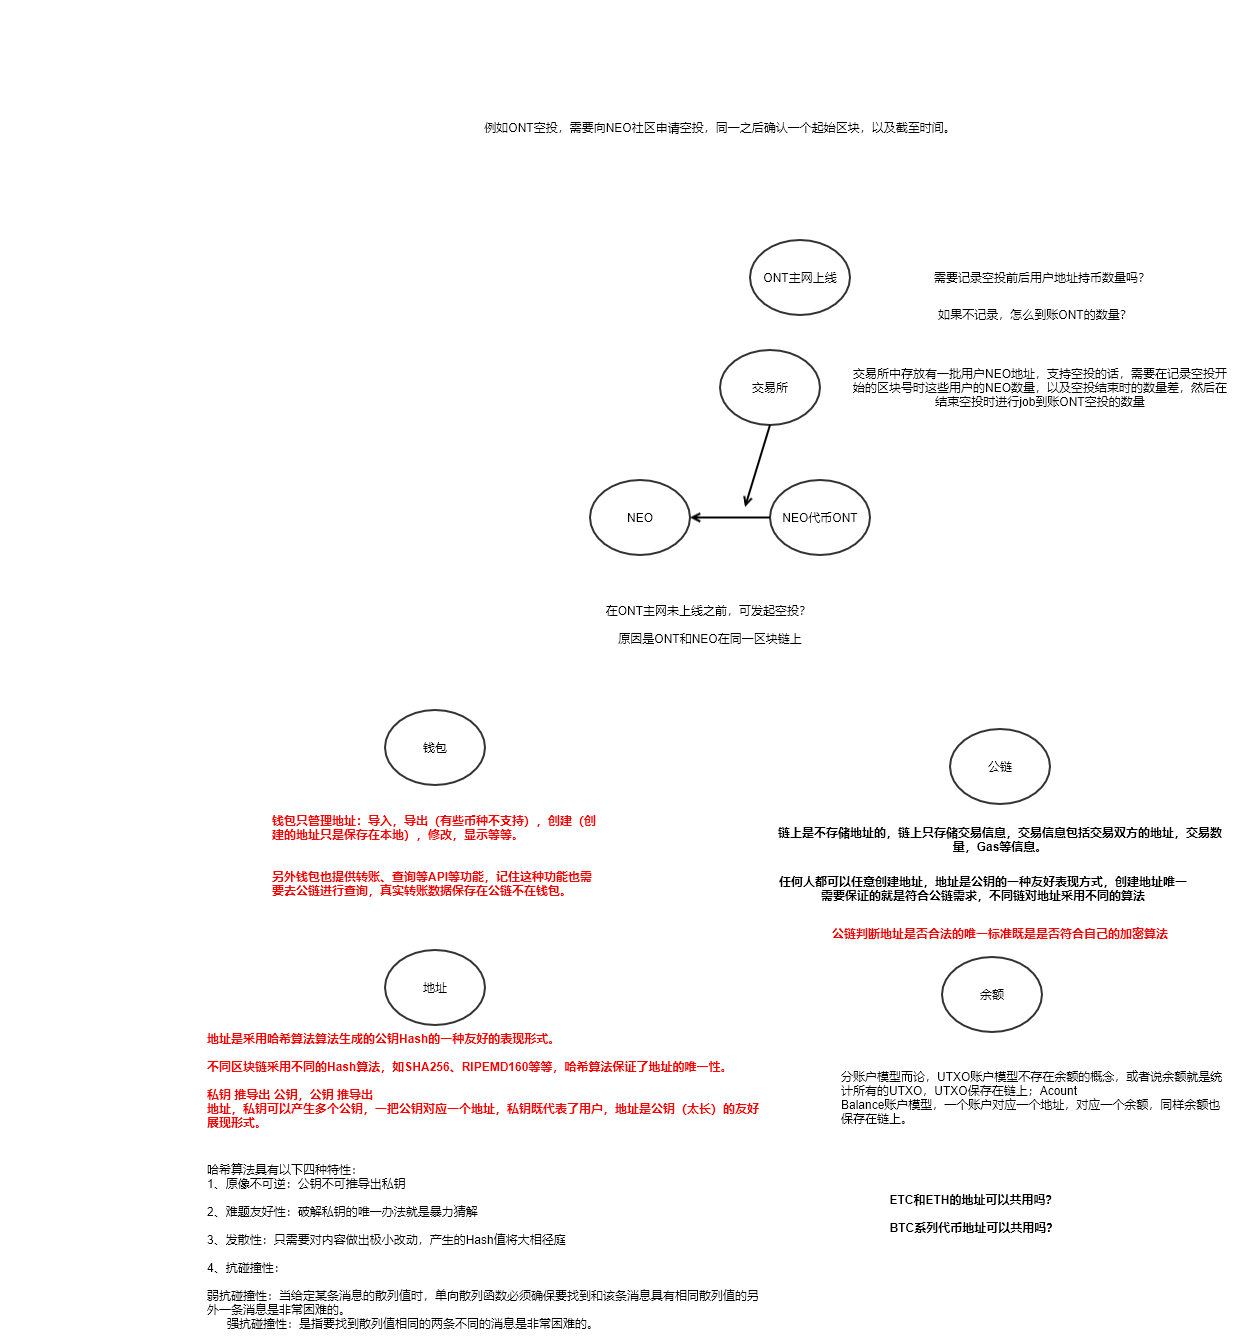 例如ONT空投，需要向NEO社区申请空投，同一之后确认一个起始区块，以及截至时间。
ONT主网上线
需要记录空投前后用户地址持币数量吗？
如果不记录，怎么到账ONT的数量？
交易所
交易所中存放有一批用户NEO地址，支持空投的话，需要在记录空投开
始的区块号时这些用户的NEO数量，以及空投结束时的数量差，然后在
结束空投时进行job到账ONT空投的数量
NEO
NEO代币ONT
在ONT主网未上线之前，可发起空投？
原因是ONT和NEO在同一区块链上
钱包
公链
钱包只管理地址：导入，导出（有些币种不支持），创建（创
建的地址只是保存在本地），修改，显示等等。
另外钱包也提供转账、查询等API等功能，记住这种功能也需
要去公链进行查询，真实转账数据保存在公链不在钱包。
链上是不存储地址的，链上只存储交易信息，交易信息包括交易双方的地址，交易数
量，Gas等信息。
任何人都可以任意创建地址，地址是公钥的一种友好表现方式，创建地址唯一
需要保证的就是符合公链需求，不同链对地址采用不同的算法
公链判断地址是否合法的唯一标准既是是否符合自己的加密算法
地址
余额
地址是采用哈希算法算法生成的公钥Hash的一种友好的表现形式。
不同区块链采用不同的Hash算法，如SHA256、RIPEMD160等等，哈希算法保证了地址的唯一性。
私钥 推导出 公钥，公钥 推导出
地址，私钥可以产生多个公钥，一把公钥对应一个地址，私钥既代表了用户，地址是公钥（太长）的友好
展现形式。
分账户模型而论，UTXO账户模型不存在余额的概念，或者说余额就是统
计所有的UTXO，UTXO保存在链上；Acount
Balance账户模型，一个账户对应一个地址，对应一个余额，同样余额也
保存在链上。
哈希算法具有以下四种特性：
1、原像不可逆：公钥不可推导出私钥
2、难题友好性：破解私钥的唯一办法就是暴力猜解
3、发散性：只需要对内容做出极小改动，产生的Hash值将大相径庭
4、抗碰撞性：
弱抗碰撞性：当给定某条消息的散列值时，单向散列函数必须确保要找到和该条消息具有相同散列值的另
外一条消息是非常困难的。
强抗碰撞性：是指要找到散列值相同的两条不同的消息是非常困难的。
ETC和ETH的地址可以共用吗？
BTC系列代币地址可以共用吗？